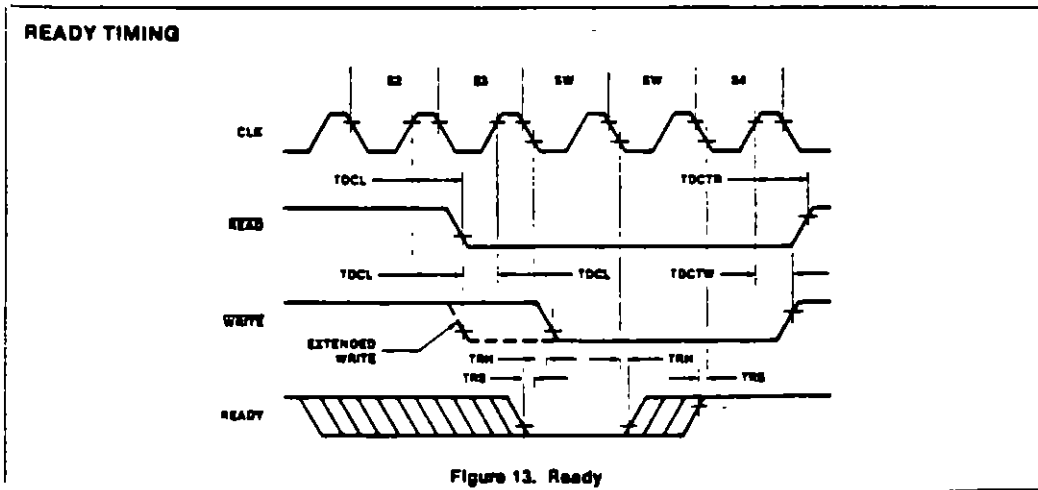 READY TIMING
S2 S3 SW SW S4
CLK
TDCL TDCTR
READ
TDCL TDCL TDCTW
WRITE
EXTENDED
WRITE
TRH TRH
TRS TRS
READY
Figure 13. Ready